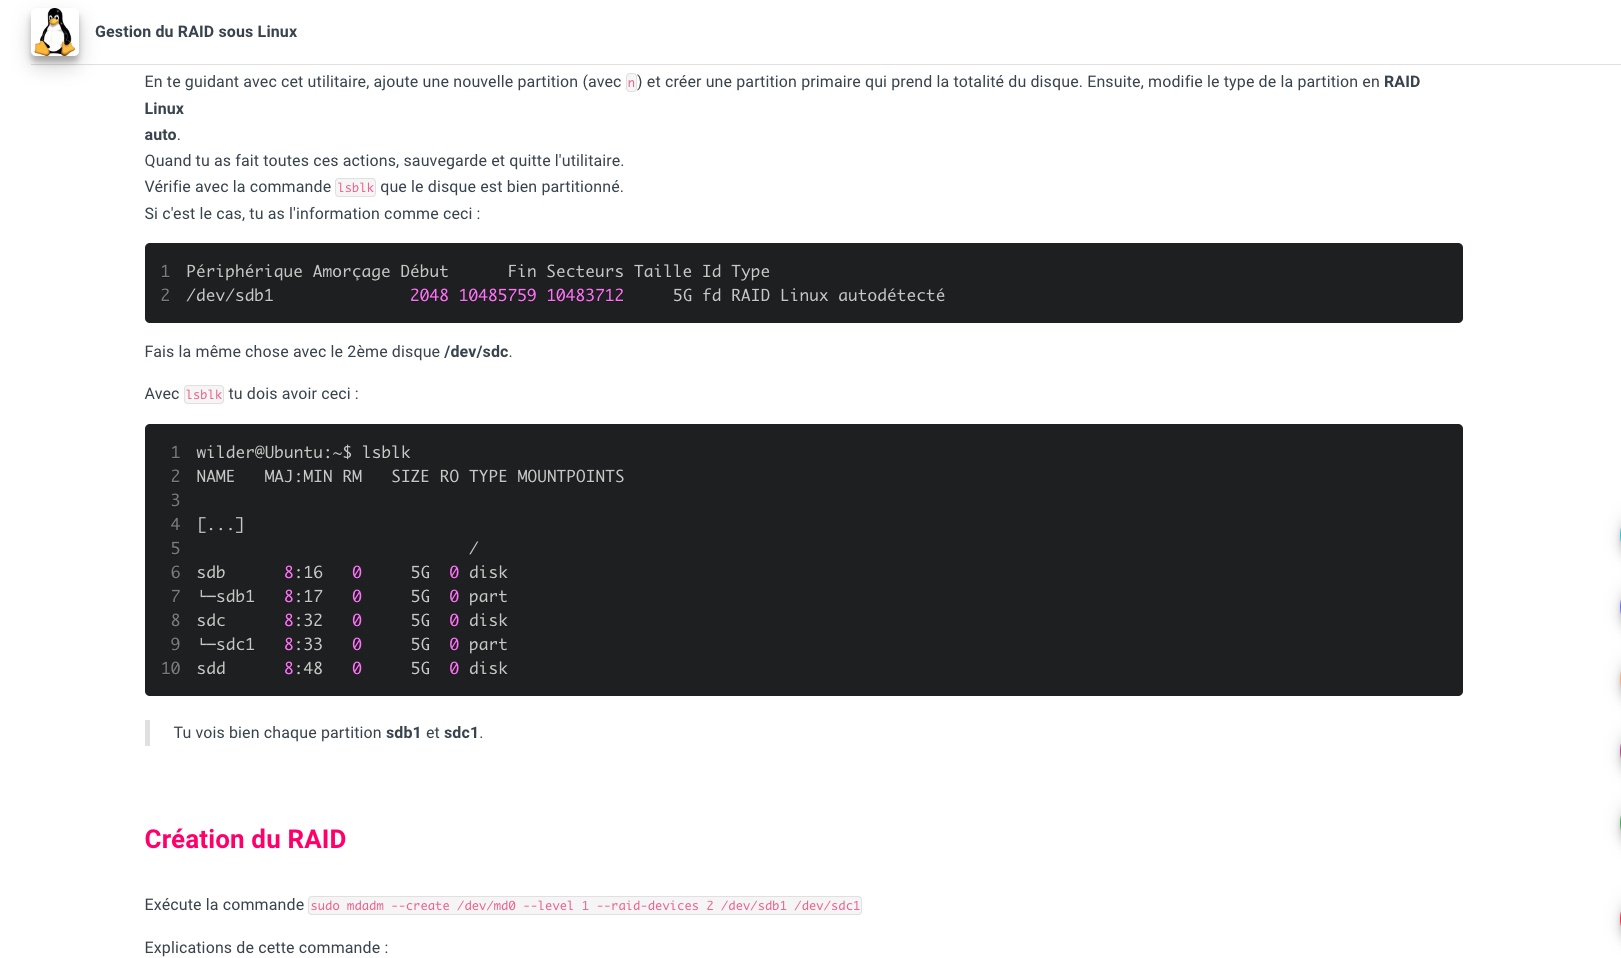 Gestion du RAID sous Linux
En te guidant avec cet utilitaire, ajoute une nouvelle partition (avec n) et créer une partition primaire qui prend la totalité du disque. Ensuite, modifie le type de la partition en RAID
Linux
auto.
Quand tu as fait toutes ces actions, sauvegarde et quitte l'utilitaire.
Vérifie avec la commande lsblk que le disque est bien partitionné.
Si c'est le cas, tu as l'information comme ceci :
1 Périphérique Amorçage Début      Fin Secteurs Taille Id Type
2 /dev/sdb1              2048 10485759 10483712     5G fd RAID Linux autodétecté
Fais la même chose avec le 2ème disque /dev/sdc.
Avec lsblk tu dois avoir ceci :
1 wilder@Ubuntu:~$ lsblk
2 NAME   MAJ:MIN RM   SIZE RO TYPE MOUNTPOINTS
3
4 [...]
5                             /
6 sdb      8:16   0     5G  0 disk
7 └─sdb1   8:17   0     5G  0 part
8 sdc      8:32   0     5G  0 disk
9 └─sdc1   8:33   0     5G  0 part
10 sdd      8:48   0     5G  0 disk
Tu vois bien chaque partition sdb1 et sdc1.
Création du RAID
Exécute la commande sudo mdadm --create /dev/md0 --level 1 --raid-devices 2 /dev/sdb1 /dev/sdc1
Explications de cette commande :